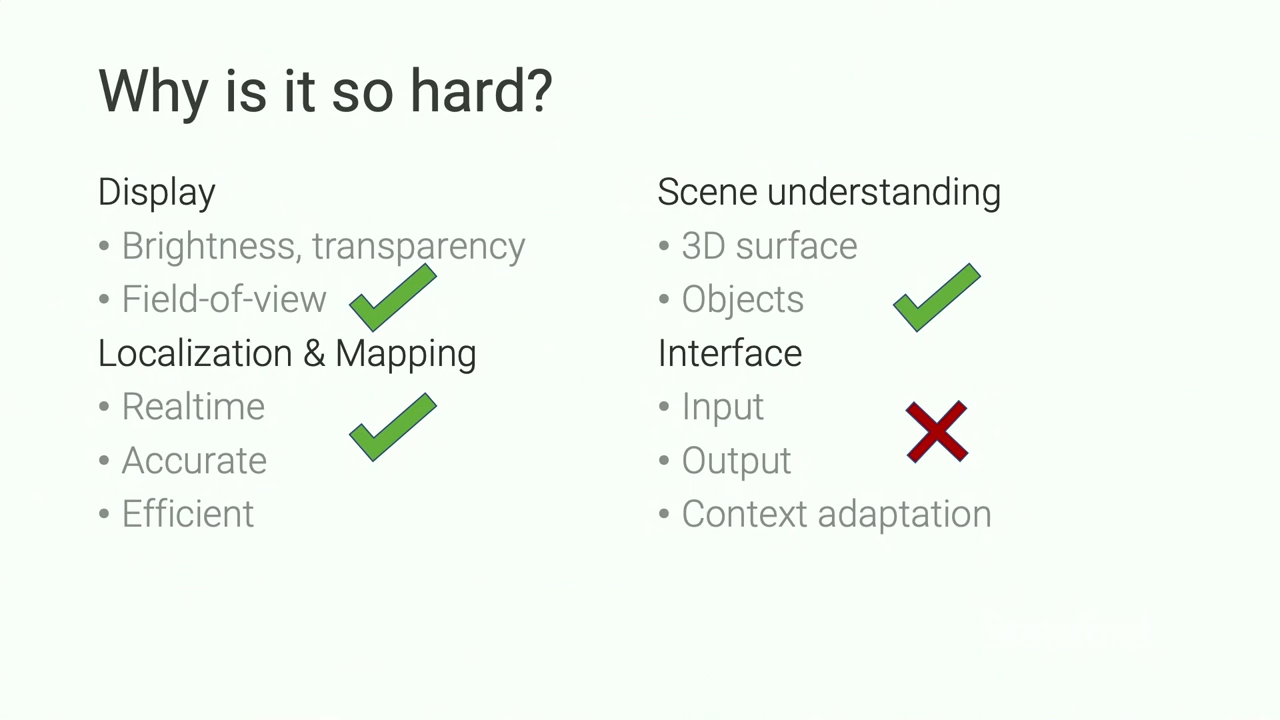 Why is it so hard?
Display
• Brightness, transparency
• Field-of-view
Localization & Mapping
• Realtime
• Accurate
• Efficient
Scene understanding
• 3D surface
• Objects
Interface
• Input
• Output
• Context adaptation